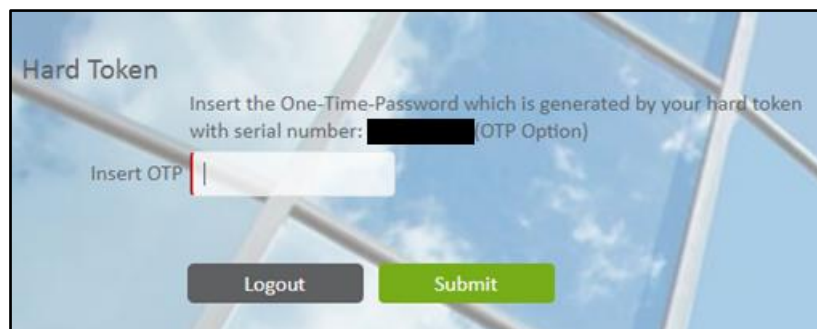 Hard Token
Insert the One-Time-Password which is generated by your hard token
with serial number: (OTP Option)
Insert OTP
Logout
Submit